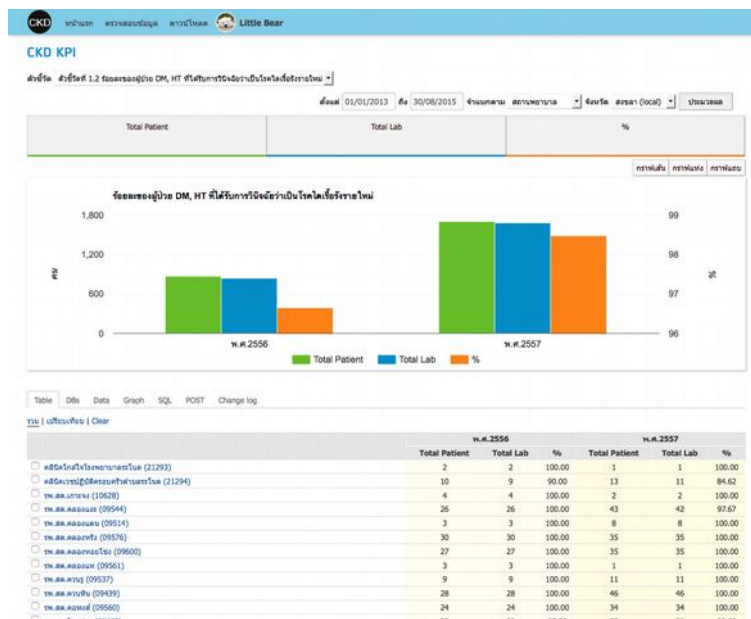 CKD หน้าแรก ตรวจสอบข้อมูล ดาวน์โหลด Little Bear
CKD KPI
ตัวชี้วัด ตัวชี้วัดที่ 1.2 ร้อยละของผู้ป่วย DM, HT ที่ได้รับการวินิจฉัยว่าเป็นโรคไตเรื้อรังรายใหม่
ตั้งแต่ 01/01/2013 ถึง 30/08/2015 จำแนกตาม สถานพยาบาล จังหวัด สงขลา (local) ประมวลผล
Total Patient Total Lab %
กราฟเส้น กราฟแท่ง กราฟแถบ
ร้อยละของผู้ป่วย DM, HT ที่ได้รับการวินิจฉัยว่าเป็นโรคไตเรื้อรังรายใหม่
1,800 99
1,200 98
คน %
600 97
0 96
พ.ศ.2556 พ.ศ.2557
Total Patient Total Lab %
Table DBs Data Graph SQL POST Change log
รวม | เปรียบเทียบ | Clear
พ.ศ.2556 พ.ศ.2557
Total Patient Total Lab % Total Patient Total Lab %
คลินิคใกล้ใจโรงพยาบาลระโนด (21293) 2 2 100.00 1 1 100.00
คลินิคเวชปฏิบัติครอบครัวตำบลระโนด (21294) 10 9 90.00 13 11 84.62
รพ.สต.เกาะจง (10628) 4 4 100.00 2 2 100.00
รพ.สต.คลองแงะ (09544) 26 26 100.00 43 42 97.67
รพ.สต.คลองแดน (09514) 3 3 100.00 8 8 100.00
รพ.สต.คลองหรัง (09576) 30 30 100.00 35 35 100.00
รพ.สต.คลองหอยโข่ง (09600) 27 27 100.00 35 35 100.00
รพ.สต.คลองแห (09561) 3 3 100.00 1 1 100.00
รพ.สต.ควนรู (09537) 9 9 100.00 11 11 100.00
รพ.สต.ควนหิน (09439) 28 28 100.00 46 46 100.00
รพ.สต.คอหงส์ (09560) 24 24 100.00 34 34 100.00